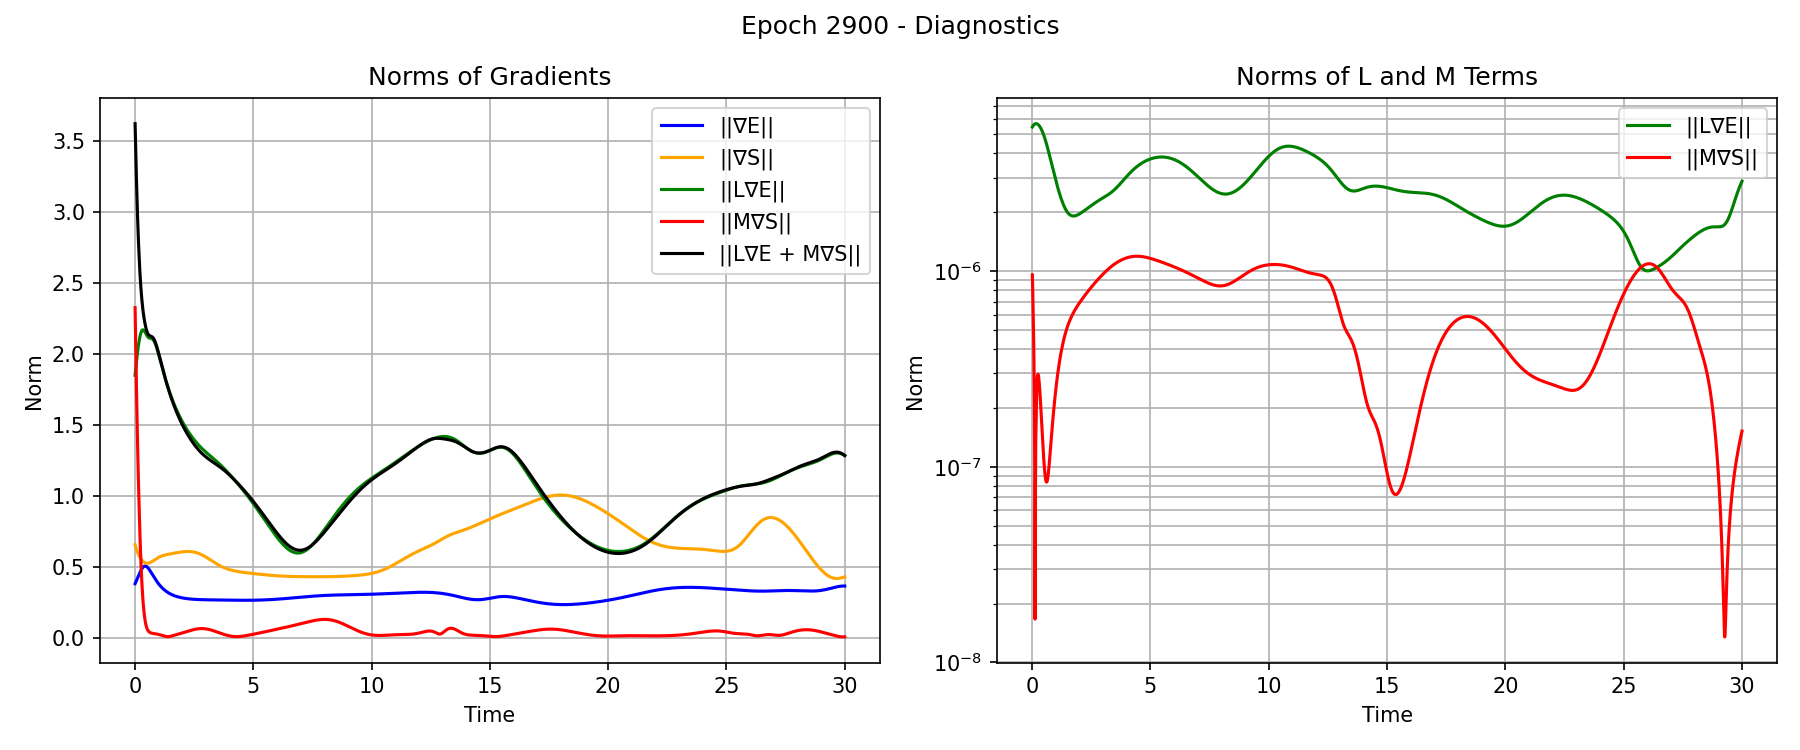 Epoch 2900 - Diagnostics
Norms of Gradients
Norm
3.5
3.0
2.5
2.0
1.5
1.0
0.5
0.0
0 5 10 15 20 25 30
Time
||∇E||
||∇S||
||L∇E||
||M∇S||
||L∇E + M∇S||
Norms of L and M Terms
Norm
10⁻⁶
10⁻⁷
10⁻⁸
0 5 10 15 20 25 30
Time
||L∇E||
||M∇S||